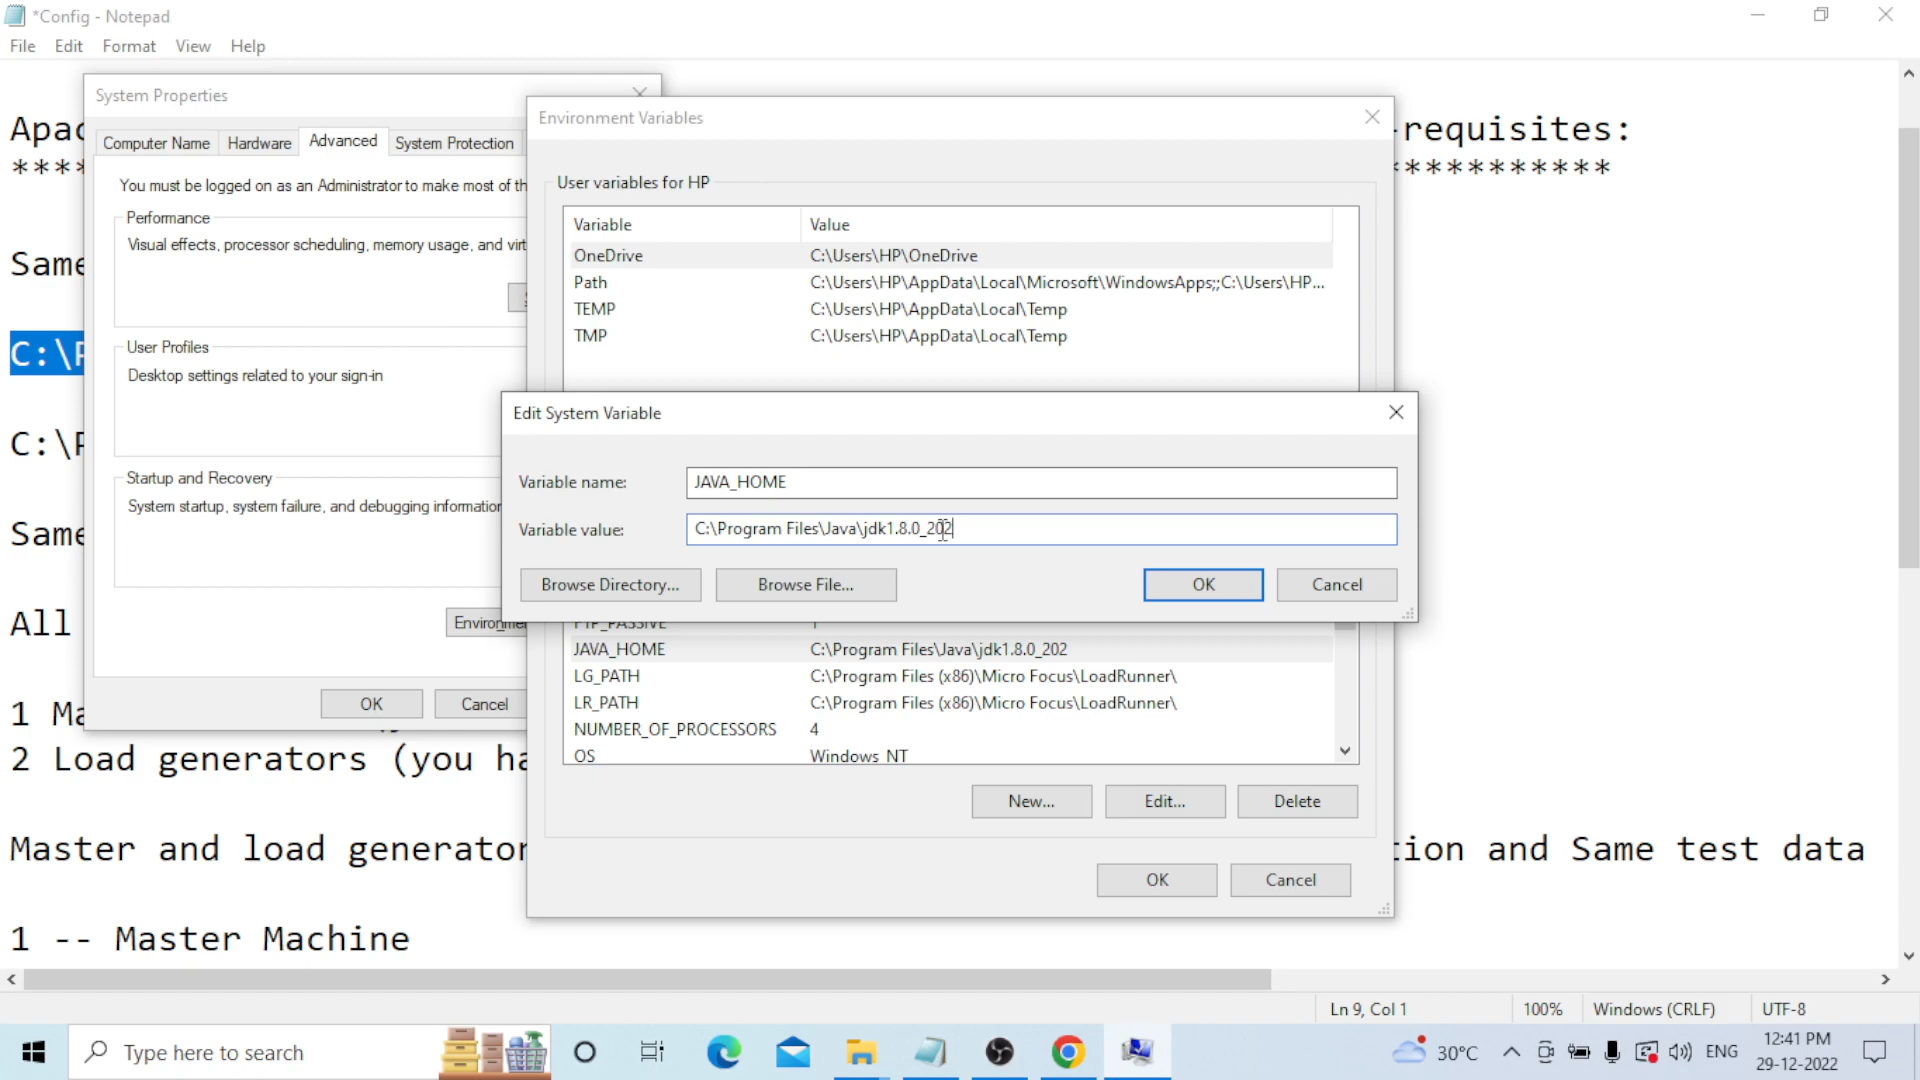 *Config - Notepad
File Edit Format View Help
System Properties
Environment Variables
-requisites:
***********
Computer Name Hardware Advanced System Protection
You must be logged on as an Administrator to make most of th
Performance
Visual effects, processor scheduling, memory usage, and virt
User Profiles
Desktop settings related to your sign-in
Startup and Recovery
System startup, system failure, and debugging information
OK Cancel
User variables for HP
Variable Value
OneDrive C:\Users\HP\OneDrive
Path C:\Users\HP\AppData\Local\Microsoft\WindowsApps;;C:\Users\HP...
TEMP C:\Users\HP\AppData\Local\Temp
TMP C:\Users\HP\AppData\Local\Temp
Edit System Variable
Variable name: JAVA_HOME
Variable value: C:\Program Files\Java\jdk1.8.0_202
Browse Directory... Browse File... OK Cancel
FTP_PASSIVE 1
JAVA_HOME C:\Program Files\Java\jdk1.8.0_202
LG_PATH C:\Program Files (x86)\Micro Focus\LoadRunner\
LR_PATH C:\Program Files (x86)\Micro Focus\LoadRunner\
NUMBER_OF_PROCESSORS 4
OS Windows_NT
New... Edit... Delete
OK Cancel
Same
C:\P
C:\P
Same
All
1 Ma
2 Load generators (you ha
Master and load generator
tion and Same test data
1 -- Master Machine
Ln 9, Col 1 100% Windows (CRLF) UTF-8
Type here to search
30°C ENG 12:41 PM
29-12-2022